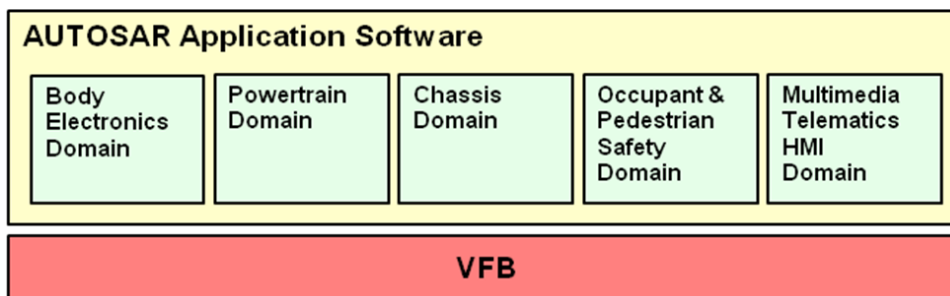 AUTOSAR Application Software
Body
Electronics
Domain
Powertrain
Domain
Chassis
Domain
Occupant &
Pedestrian
Safety
Domain
Multimedia
Telematics
HMI
Domain
VFB